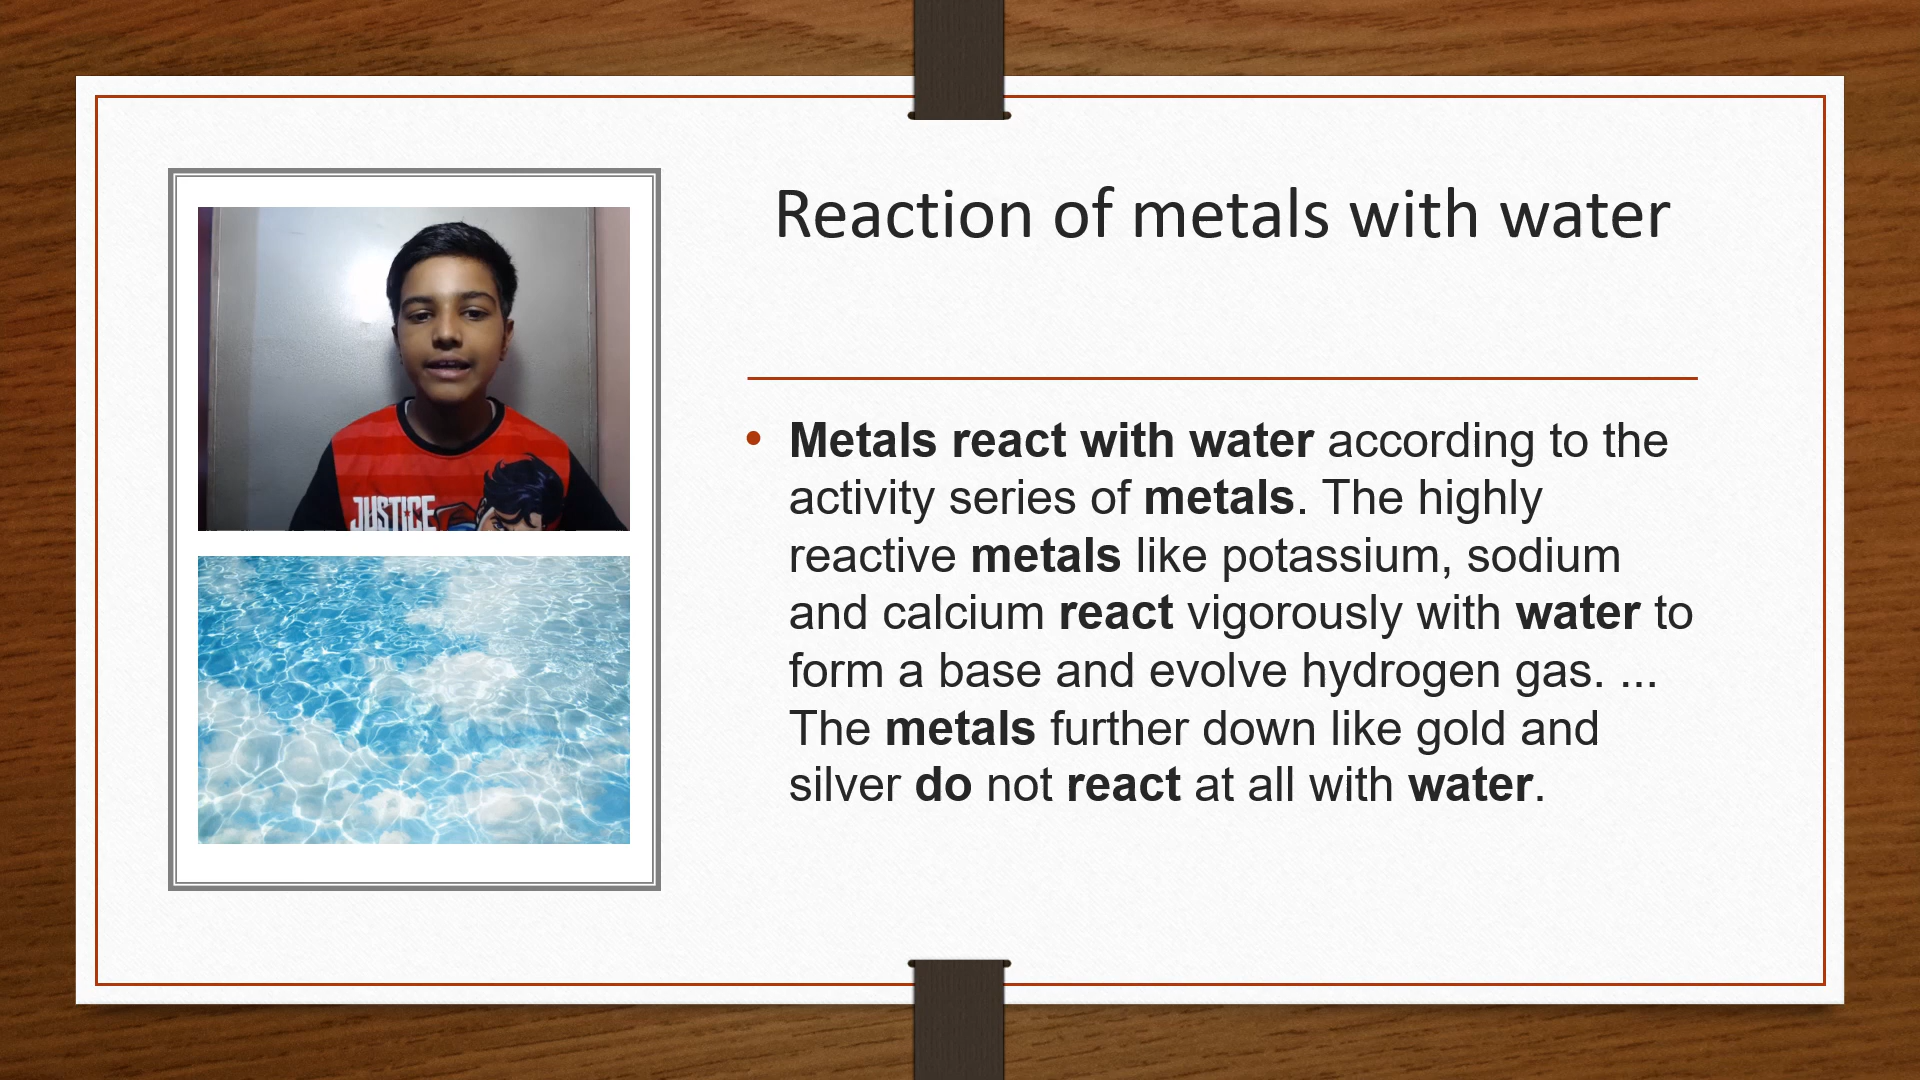 Reaction of metals with water
JUSTICE
• Metals react with water according to the
activity series of metals. The highly
reactive metals like potassium, sodium
and calcium react vigorously with water to
form a base and evolve hydrogen gas. ...
The metals further down like gold and
silver do not react at all with water.